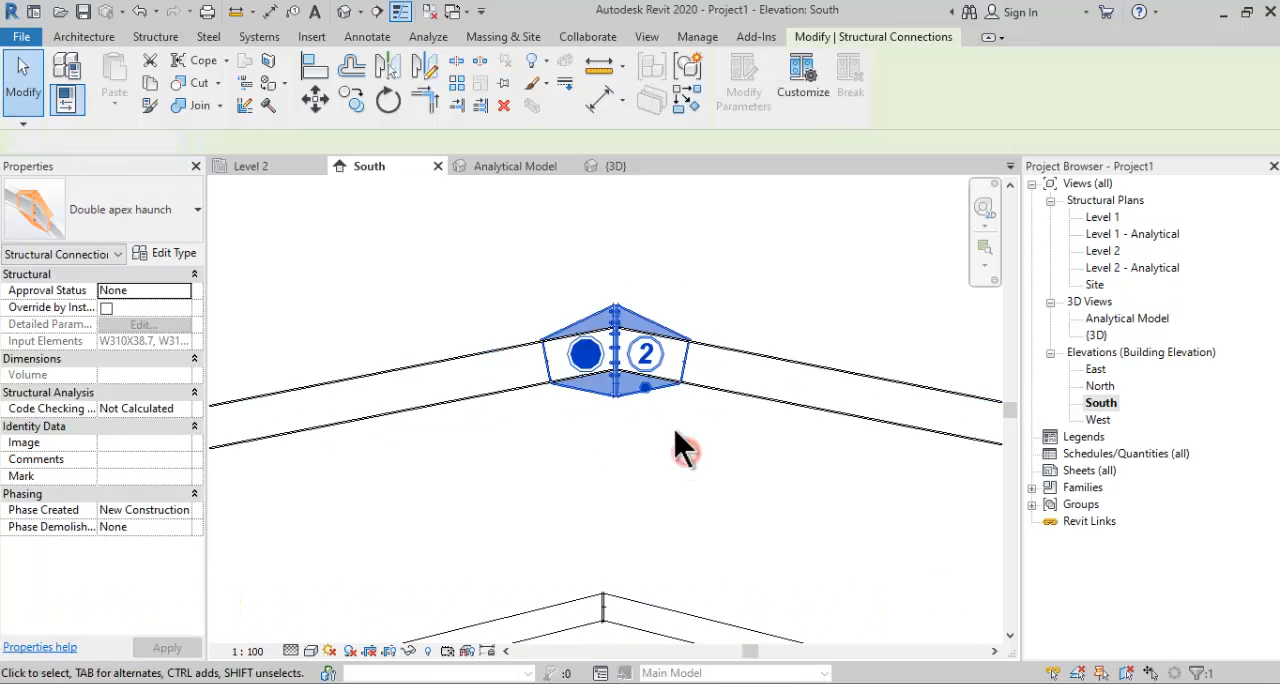 Autodesk Revit 2020 - Project1 - Elevation: South
Sign In
File Architecture Structure Steel Systems Insert Annotate Analyze Massing & Site Collaborate View Manage Add-Ins Modify | Structural Connections
Modify
Paste
Cope
Cut
Join
Modify Parameters
Customize
Break
Properties
Level 2
South
Analytical Model
{3D}
Project Browser - Project1
Double apex haunch
Structural Connection
Edit Type
Structural
Approval Status None
Override by Inst...
Detailed Param... Edit...
Input Elements W310X38.7, W31...
Dimensions
Volume
Structural Analysis
Code Checking ... Not Calculated
Identity Data
Image
Comments
Mark
Phasing
Phase Created New Construction
Phase Demolish... None
Properties help
Apply
2
2D
Views (all)
Structural Plans
Level 1
Level 1 - Analytical
Level 2
Level 2 - Analytical
Site
3D Views
Analytical Model
{3D}
Elevations (Building Elevation)
East
North
South
West
Legends
Schedules/Quantities (all)
Sheets (all)
Families
Groups
Revit Links
1 : 100
Click to select, TAB for alternates, CTRL adds, SHIFT unselects.
:0
Main Model
:1